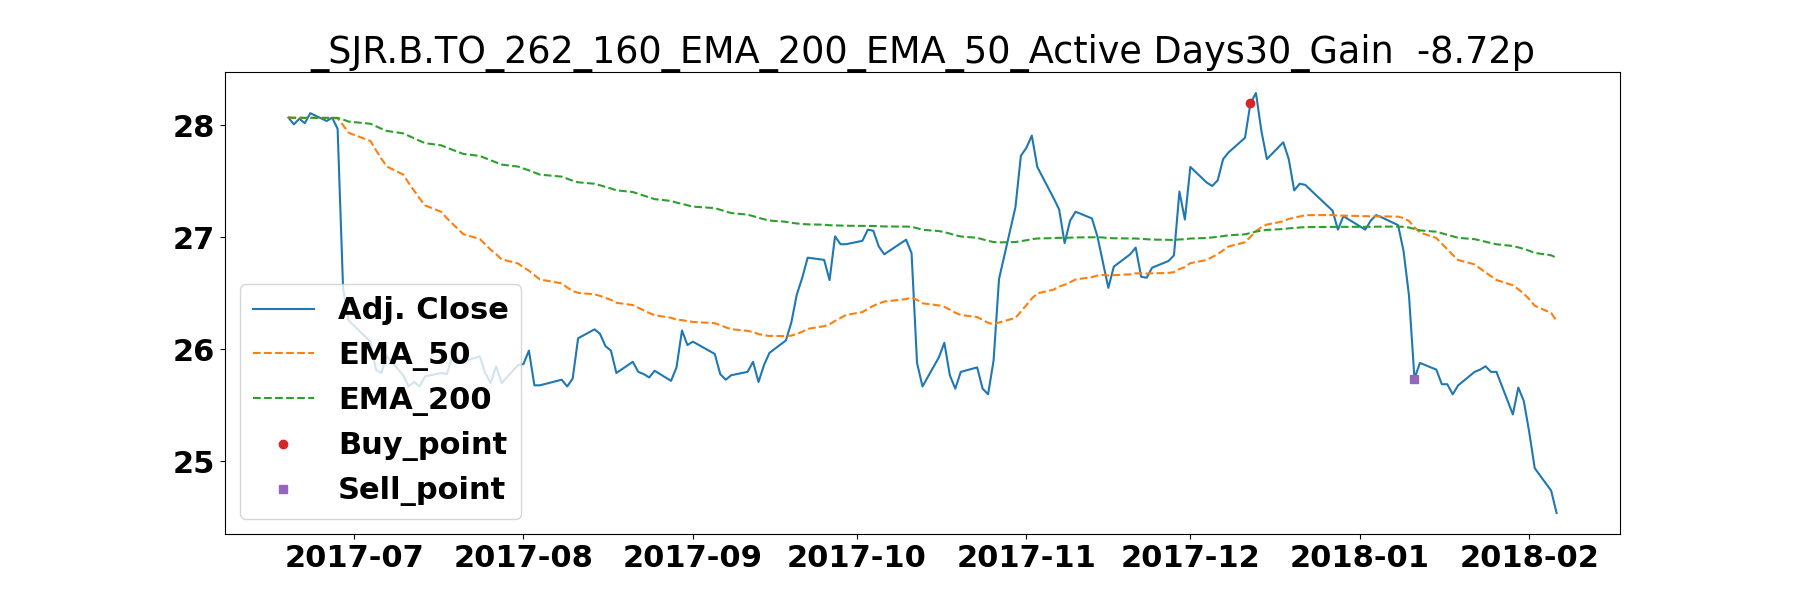 _SJR.B.TO_262_160_EMA_200_EMA_50_Active Days30_Gain  -8.72p
28
27
26
25
Adj. Close
EMA_50
EMA_200
Buy_point
Sell_point
2017-07 2017-08 2017-09 2017-10 2017-11 2017-12 2018-01 2018-02